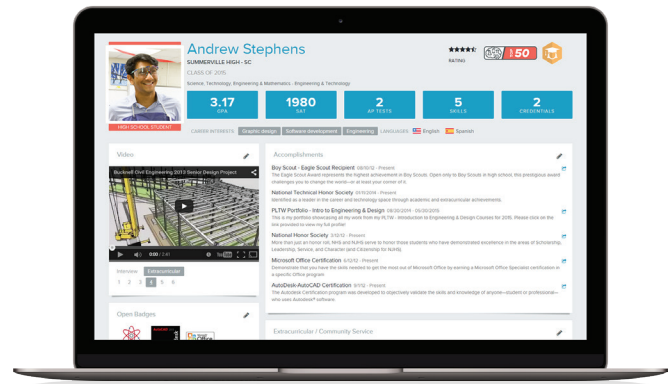 Andrew Stephens
SUMMERVILLE HIGH - SC
CLASS OF 2015
Science, Technology, Engineering & Mathematics - Engineering & Technology
RATING
50
3.17
GPA
1980
SAT
2
AP TESTS
5
SKILLS
2
CREDENTIALS
HIGH SCHOOL STUDENT
CAREER INTERESTS Graphic design Software development Engineering LANGUAGES English Spanish
Video
Bucknell Civil Engineering 2013 Senior Design Project
0:00 / 2:41
YouTube
Interview Extracurricular
1 2 3 4 5 6
Open Badges
Office
Accomplishments
Boy Scout - Eagle Scout Recipient 08/10/12 - Present
The Eagle Scout Award represents the highest achievement in Boy Scouts. Open only to Boy Scouts in high school, the prestigious award
challenges you to change the world—or at least your corner of it.
National Technical Honor Society 09/11/2014 - Present
Identified as a leader in the career and technology space through academic and extracurricular achievements.
PLTW Portfolio - Intro to Engineering & Design 08/20/2014 - 05/30/2015
This is my portfolio showcasing all my work from my PLTW - Introduction to Engineering & Design Courses for 2015. Please click on the
link provided to view my full profile!
National Honor Society 2/12/12 - Present
More than just an honor roll, NHS and NJHS serve to honor those students who have demonstrated excellence in the areas of Scholarship,
Leadership, Service, and Character (and Citizenship for NJHS).
Microsoft Office Certification 6/12/12 - Present
Demonstrate that you have the skills needed to get the most out of Microsoft Office by earning a Microsoft Office Specialist certification in
a specific Office program
AutoDesk-AutoCAD Certification 9/1/12 - Present
The Autodesk Certification program was developed to objectively validate the skills and knowledge of anyone—student or professional—
who uses Autodesk® software.
Extracurricular / Community Service